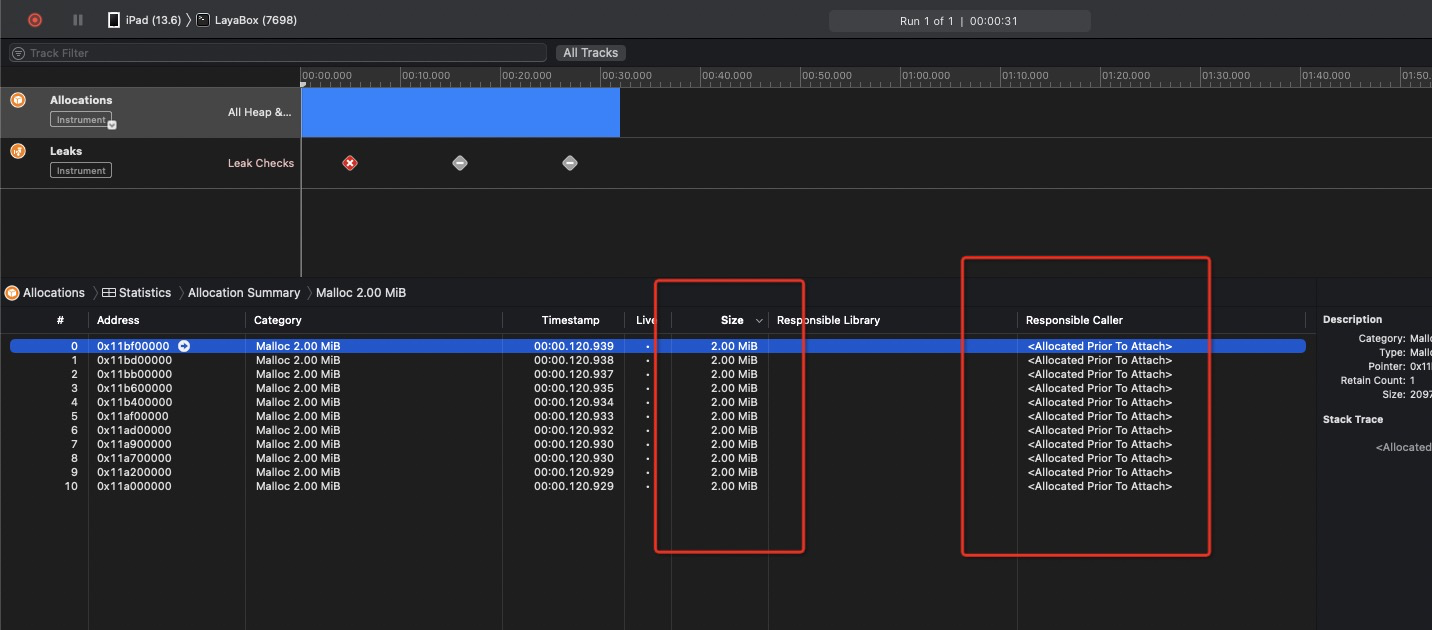 iPad (13.6) 〉 LayaBox (7698)
Run 1 of 1 | 00:00:31
Track Filter
All Tracks
00:00.000 00:10.000 00:20.000 00:30.000 00:40.000 00:50.000 01:00.000 01:10.000 01:20.000 01:30.000 01:40.000 01:50.
Allocations
Instrument
All Heap &...
Leaks
Instrument
Leak Checks
Allocations 〉 Statistics 〉 Allocation Summary 〉 Malloc 2.00 MiB
# Address Category Timestamp Live Size Responsible Library Responsible Caller
0 0x11bf00000 Malloc 2.00 MiB 00:00.120.939 • 2.00 MiB <Allocated Prior To Attach>
1 0x11bd00000 Malloc 2.00 MiB 00:00.120.938 • 2.00 MiB <Allocated Prior To Attach>
2 0x11bb00000 Malloc 2.00 MiB 00:00.120.937 • 2.00 MiB <Allocated Prior To Attach>
3 0x11b600000 Malloc 2.00 MiB 00:00.120.935 • 2.00 MiB <Allocated Prior To Attach>
4 0x11b400000 Malloc 2.00 MiB 00:00.120.934 • 2.00 MiB <Allocated Prior To Attach>
5 0x11af00000 Malloc 2.00 MiB 00:00.120.933 • 2.00 MiB <Allocated Prior To Attach>
6 0x11ad00000 Malloc 2.00 MiB 00:00.120.932 • 2.00 MiB <Allocated Prior To Attach>
7 0x11a900000 Malloc 2.00 MiB 00:00.120.930 • 2.00 MiB <Allocated Prior To Attach>
8 0x11a700000 Malloc 2.00 MiB 00:00.120.930 • 2.00 MiB <Allocated Prior To Attach>
9 0x11a200000 Malloc 2.00 MiB 00:00.120.929 • 2.00 MiB <Allocated Prior To Attach>
10 0x11a000000 Malloc 2.00 MiB 00:00.120.929 • 2.00 MiB <Allocated Prior To Attach>
Description
Category: Mallo
Type: Mallo
Pointer: 0x11
Retain Count: 1
Size: 2097
Stack Trace
<Allocated